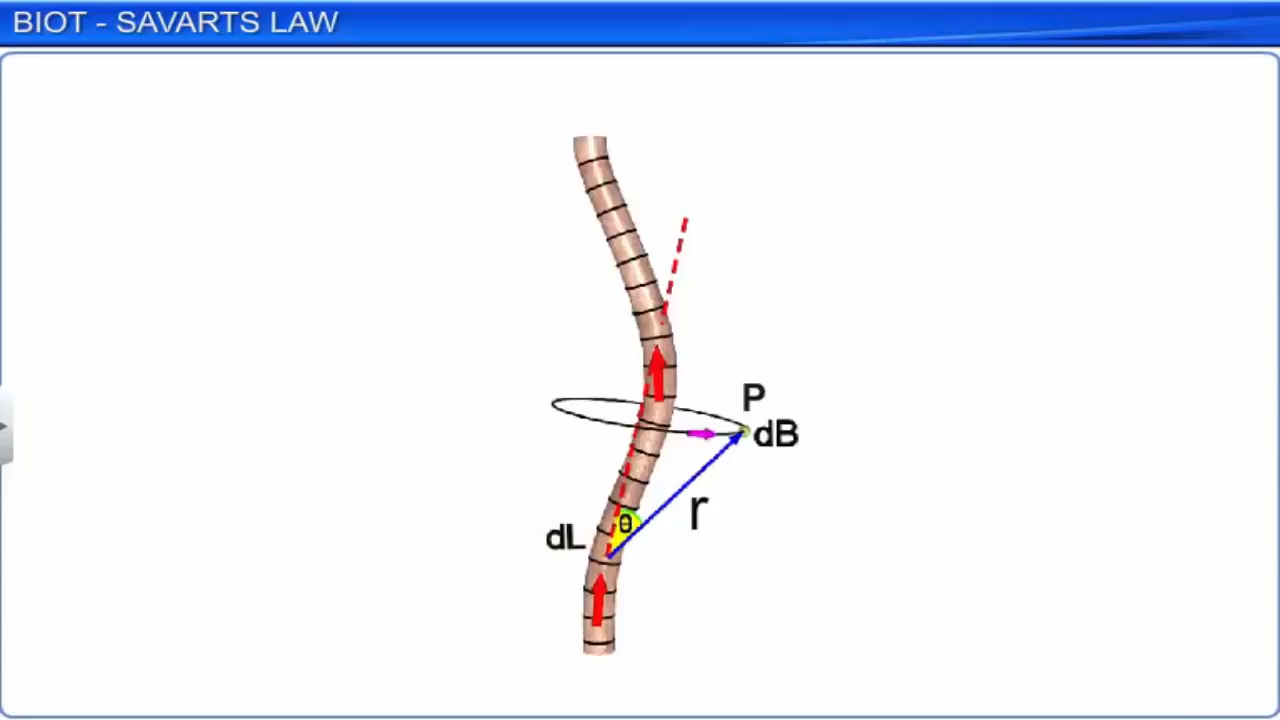 BIOT - SAVARTS LAW
P
dB
r
θ
dL